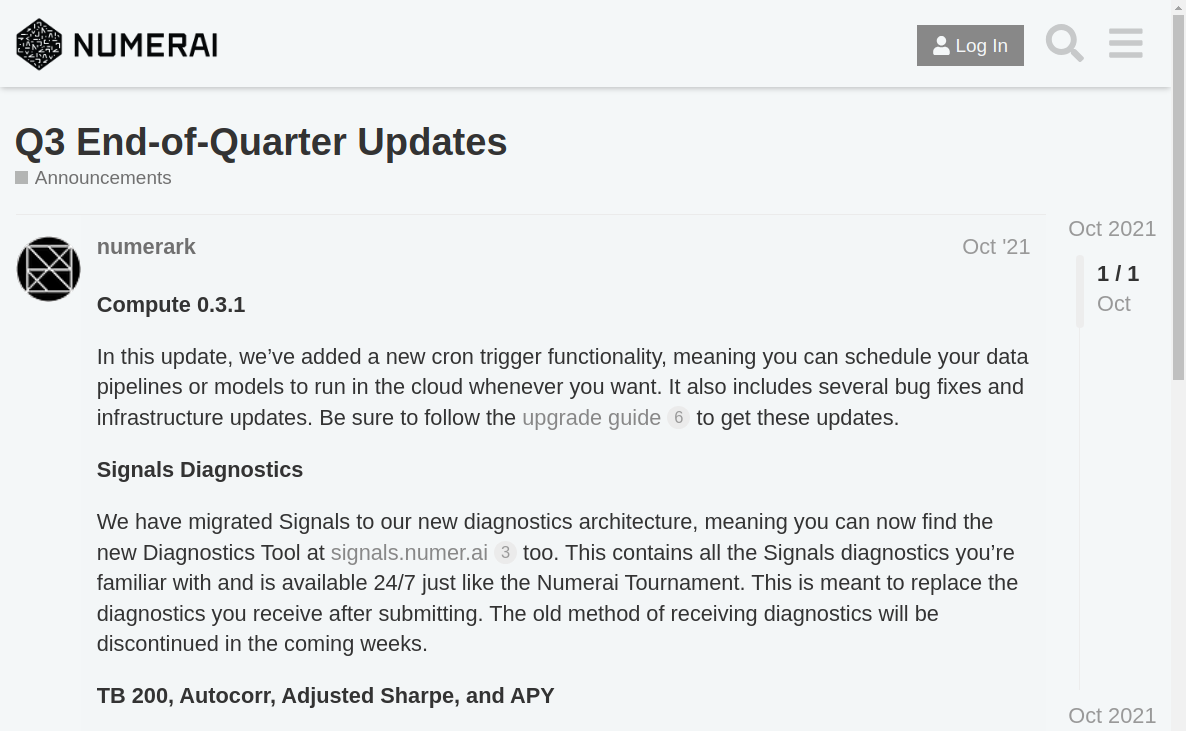 NUMERAI
Log In
Q3 End-of-Quarter Updates
Announcements
Oct 2021
numerark
Oct '21
1 / 1
Oct
Compute 0.3.1
In this update, we’ve added a new cron trigger functionality, meaning you can schedule your data
pipelines or models to run in the cloud whenever you want. It also includes several bug fixes and
infrastructure updates. Be sure to follow the upgrade guide 6 to get these updates.
Signals Diagnostics
We have migrated Signals to our new diagnostics architecture, meaning you can now find the
new Diagnostics Tool at signals.numer.ai 3 too. This contains all the Signals diagnostics you’re
familiar with and is available 24/7 just like the Numerai Tournament. This is meant to replace the
diagnostics you receive after submitting. The old method of receiving diagnostics will be
discontinued in the coming weeks.
TB 200, Autocorr, Adjusted Sharpe, and APY
Oct 2021